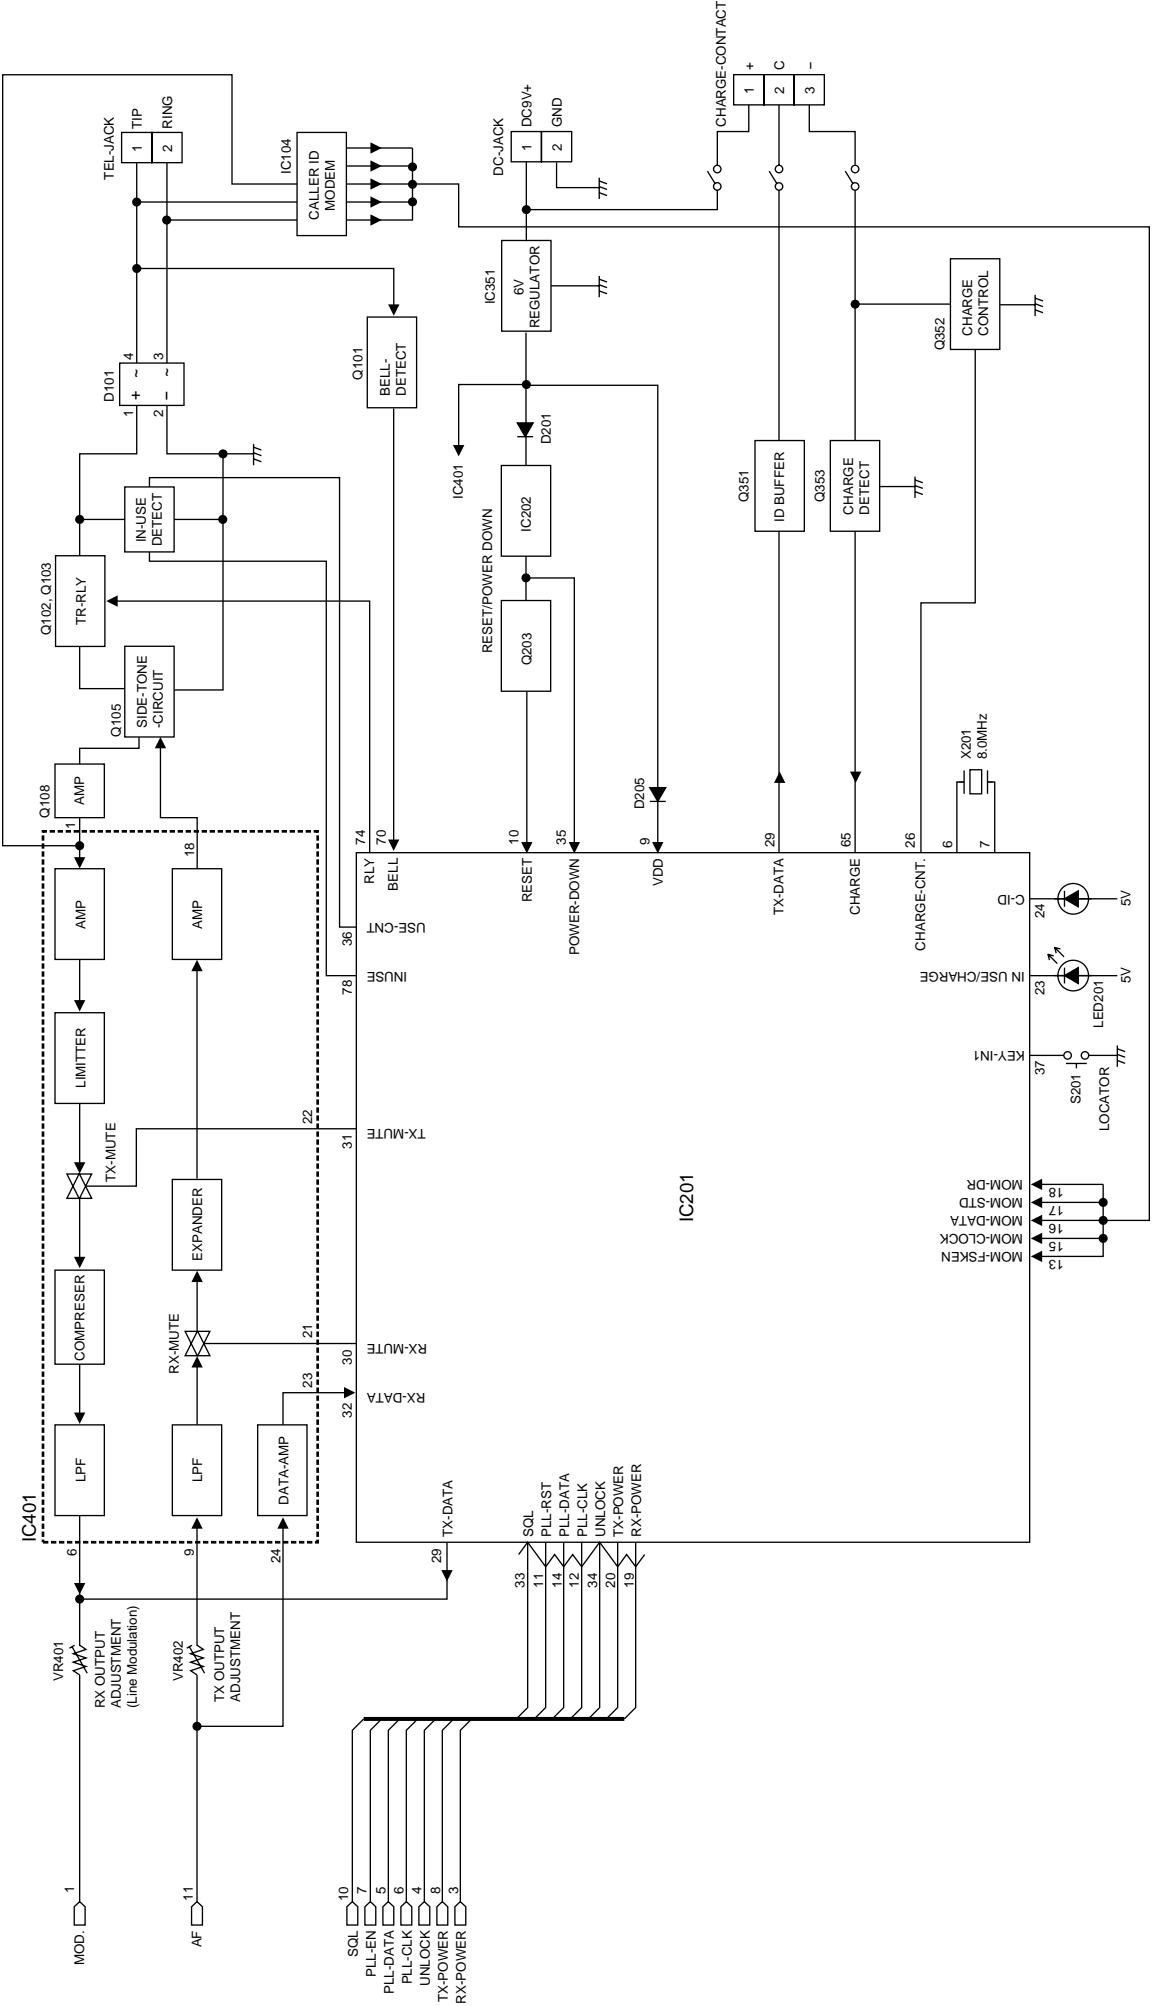 IC401
MOD.
1
VR401
RX OUTPUT
ADJUSTMENT
(Line Modulation)
6
LPF
COMPRESER
TX-MUTE
LIMITTER
AMP
1
Q108
AMP
Q105
SIDE-TONE
-CIRCUIT
Q102, Q103
TR-RLY
IN-USE
DETECT
D101
1
+
~
4
2
–
~
3
TEL-JACK
1
TIP
2
RING
AF
11
VR402
TX OUTPUT
ADJUSTMENT
9
LPF
RX-MUTE
EXPANDER
AMP
18
24
DATA-AMP
23
21
22
IC104
CALLER ID
MODEM
Q101
BELL-
DETECT
SQL
10
PLL-EN
7
PLL-DATA
5
PLL-CLK
6
UNLOCK
4
TX-POWER
8
RX-POWER
3
29
TX-DATA
33
SQL
11
PLL-RST
14
PLL-DATA
12
PLL-CLK
34
UNLOCK
20
TX-POWER
19
RX-POWER
32
RX-DATA
30
RX-MUTE
31
TX-MUTE
78
INUSE
36
USE-CNT
IC201
RLY
74
BELL
70
RESET
10
POWER-DOWN
35
VDD
9
TX-DATA
29
CHARGE
65
CHARGE-CNT.
26
6
7
X201
8.0MHz
RESET/POWER DOWN
Q203
IC202
D201
D205
IC401
IC351
6V
REGULATOR
DC-JACK
1
DC9V+
2
GND
Q351
ID BUFFER
Q353
CHARGE
DETECT
Q352
CHARGE
CONTROL
CHARGE-CONTACT
1
+
2
C
3
–
MOM-FSKEN
13
MOM-CLOCK
15
MOM-DATA
16
MOM-STD
17
MOM-DR
18
KEY-IN1
37
S201
LOCATOR
IN USE/CHARGE
23
LED201
5V
C-ID
24
5V